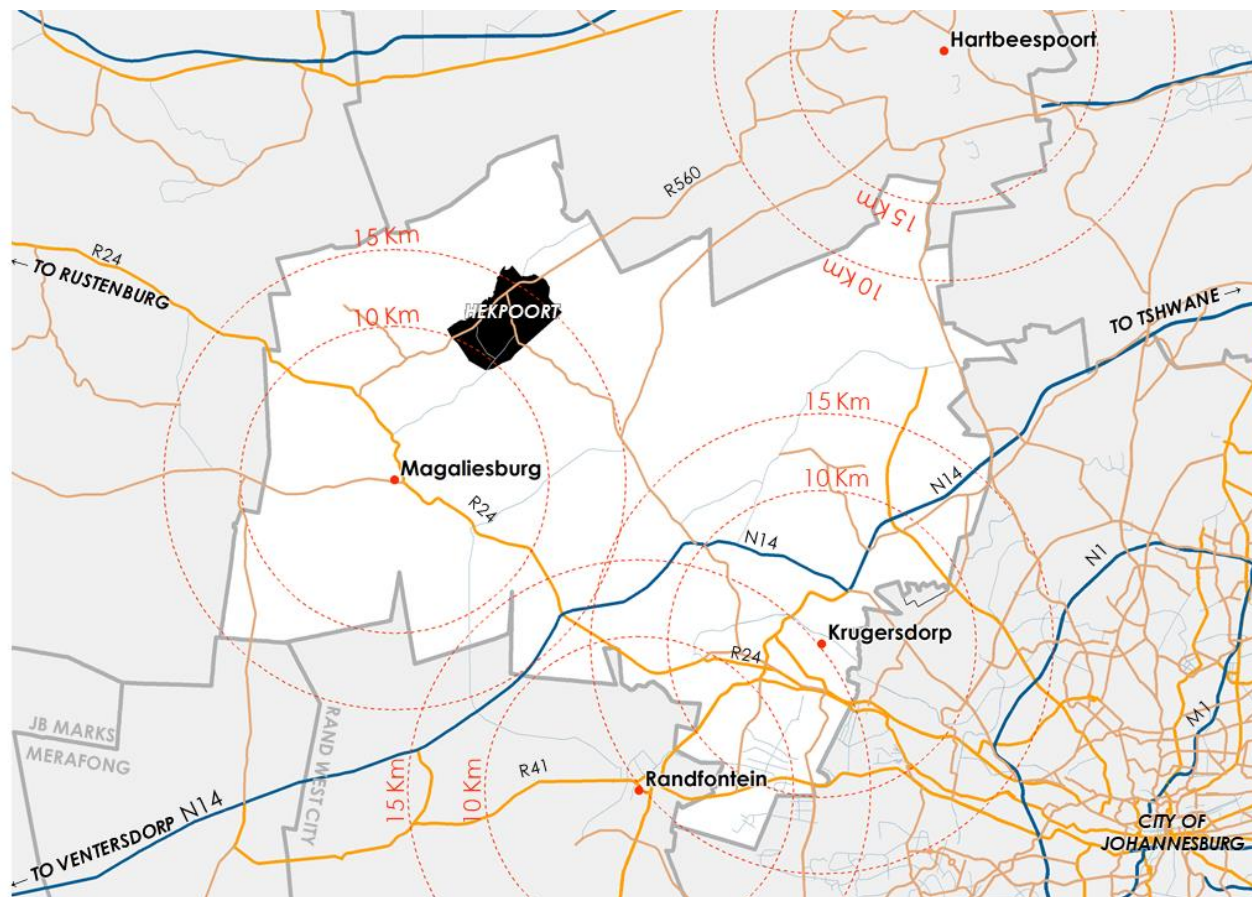 Hartbeespoort
R560
15 Km
R24
← TO RUSTENBURG
15 Km
10 Km
HEKPOORT
10 Km
TO TSHWANE →
15 Km
Magaliesburg
10 Km
R24
N14
N14
N1
Krugersdorp
R24
JB MARKS
MERAFONG
RAND WEST CITY
M1
R41
Randfontein
15 Km
10 Km
N14
← TO VENTERSDORP
CITY OF
JOHANNESBURG